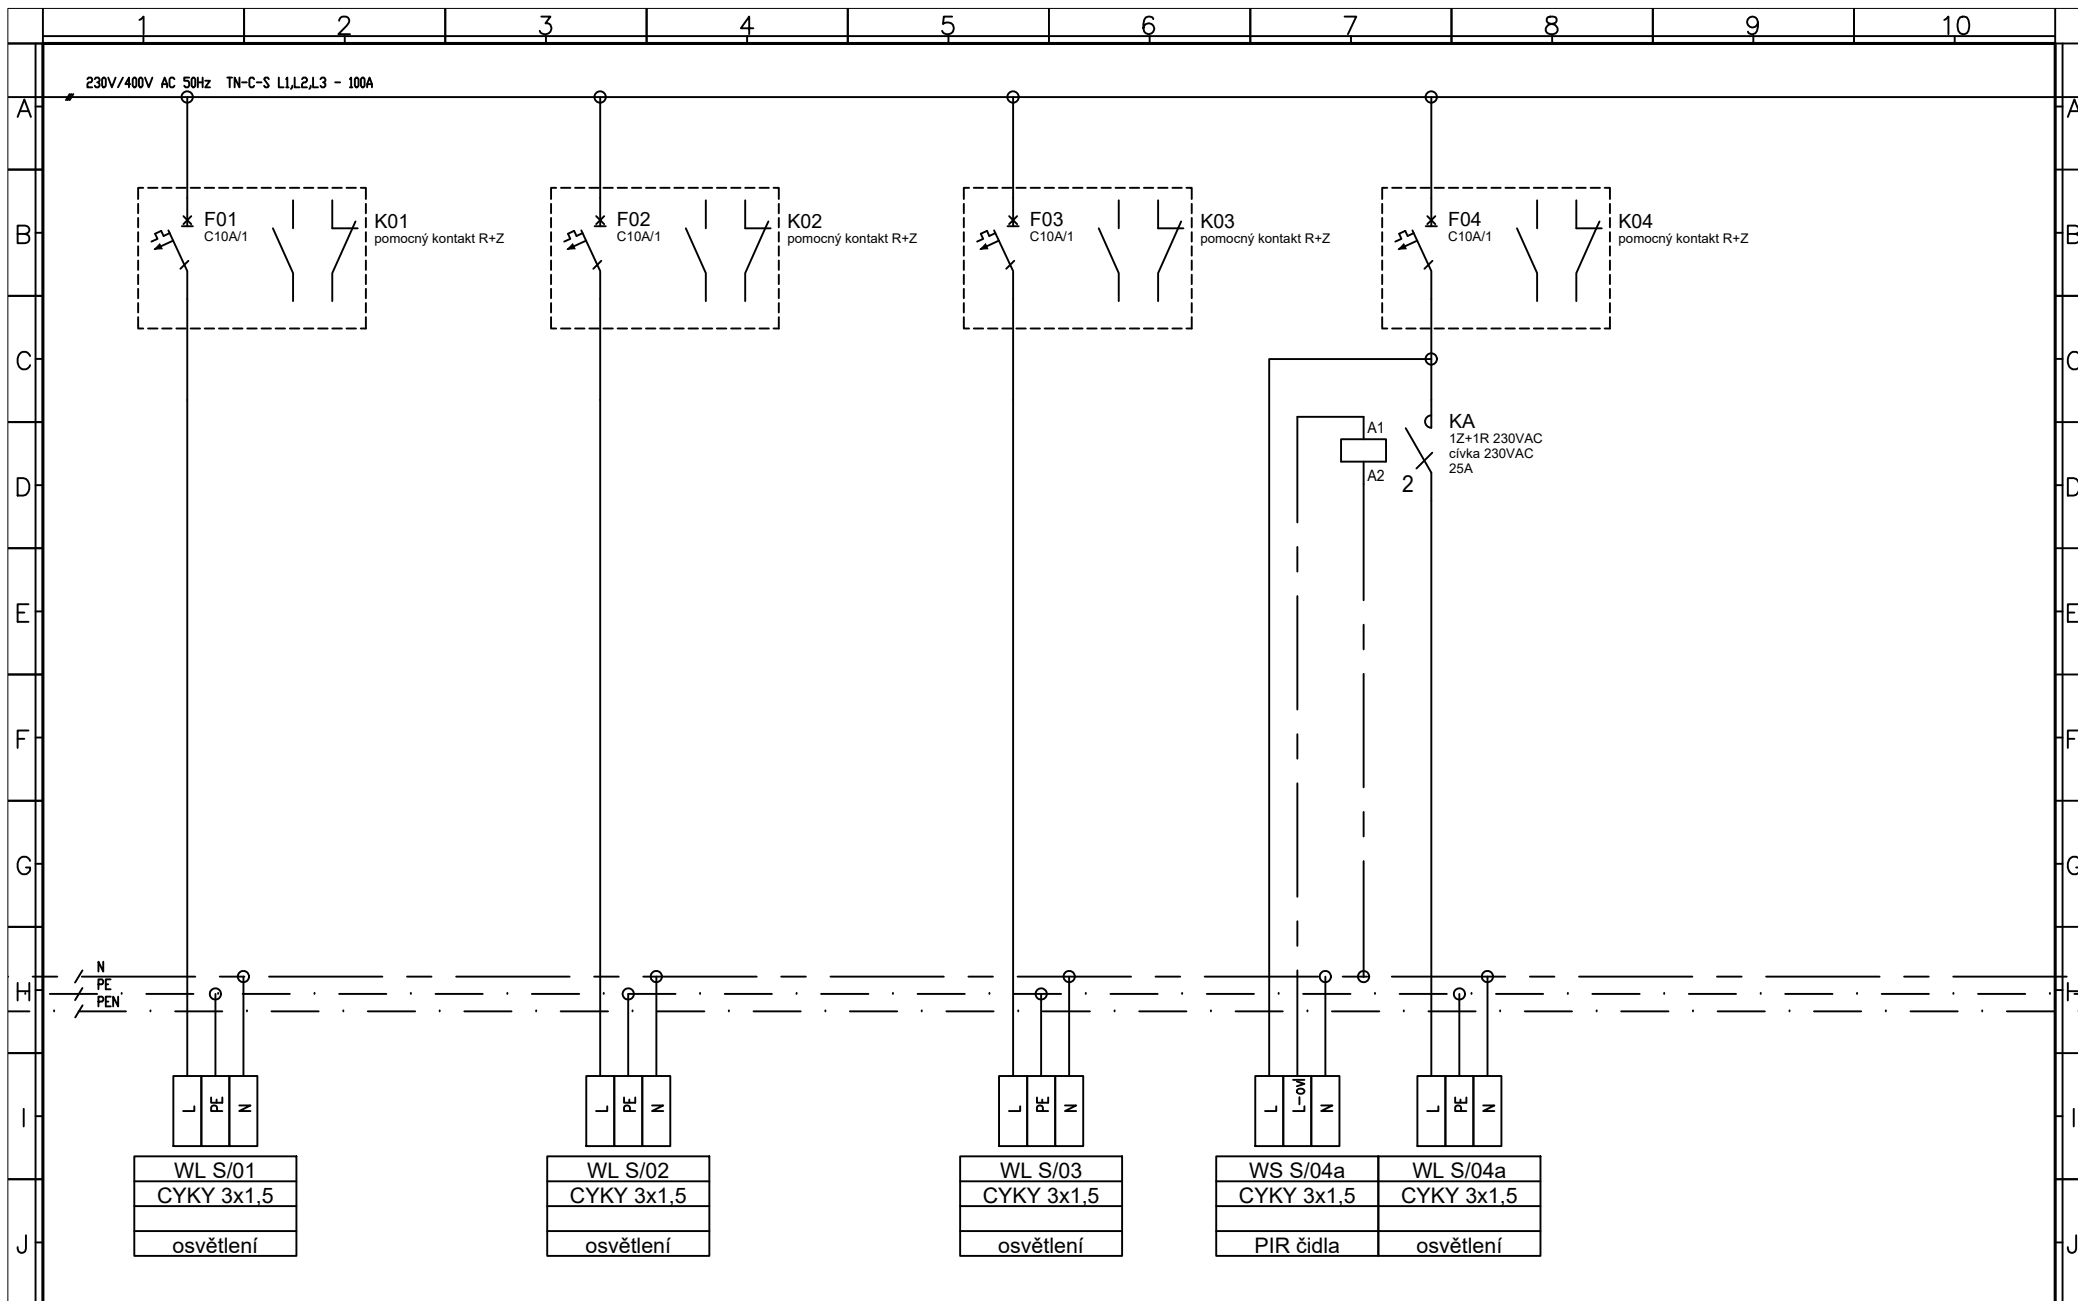 1 2 3 4 5 6 7 8 9 10
230V/400V AC 50Hz TN-C-S L1,L2,L3 - 100A
A A
F01 K01 F02 K02 F03 K03 F04 K04
C10A/1 pomocný kontakt R+Z C10A/1 pomocný kontakt R+Z C10A/1 pomocný kontakt R+Z C10A/1 pomocný kontakt R+Z
B B
C C
A1 KA
1Z+1R 230VAC
cívka 230VAC
A2 25A
2
D D
E E
F F
G G
N
PE
H H
PEN
L PE N L PE N L PE N L L-ovl N L PE N
I I
WL S/01 WL S/02 WL S/03 WS S/04a WL S/04a
CYKY 3x1,5 CYKY 3x1,5 CYKY 3x1,5 CYKY 3x1,5 CYKY 3x1,5
osvětlení osvětlení osvětlení PIR čidla osvětlení
J J